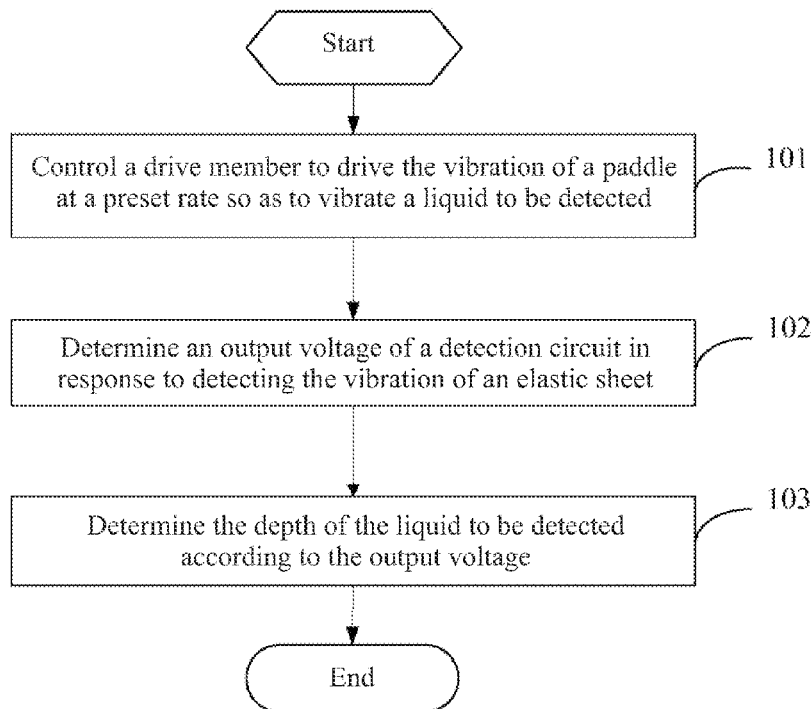 Start
Control a drive member to drive the vibration of a paddle
at a preset rate so as to vibrate a liquid to be detected
101
Determine an output voltage of a detection circuit in
response to detecting the vibration of an elastic sheet
102
Determine the depth of the liquid to be detected
according to the output voltage
103
End